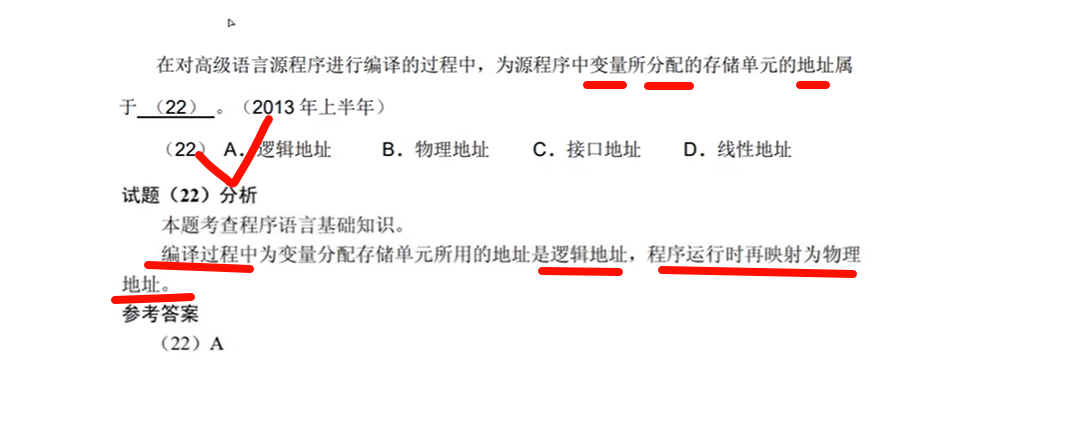 在对高级语言源程序进行编译的过程中，为源程序中变量所分配的存储单元的地址属
于 （22） 。（2013 年上半年）
（22） A．逻辑地址 B．物理地址 C．接口地址 D．线性地址
试题（22）分析
本题考查程序语言基础知识。
编译过程中为变量分配存储单元所用的地址是逻辑地址，程序运行时再映射为物理
地址。
参考答案
（22）A